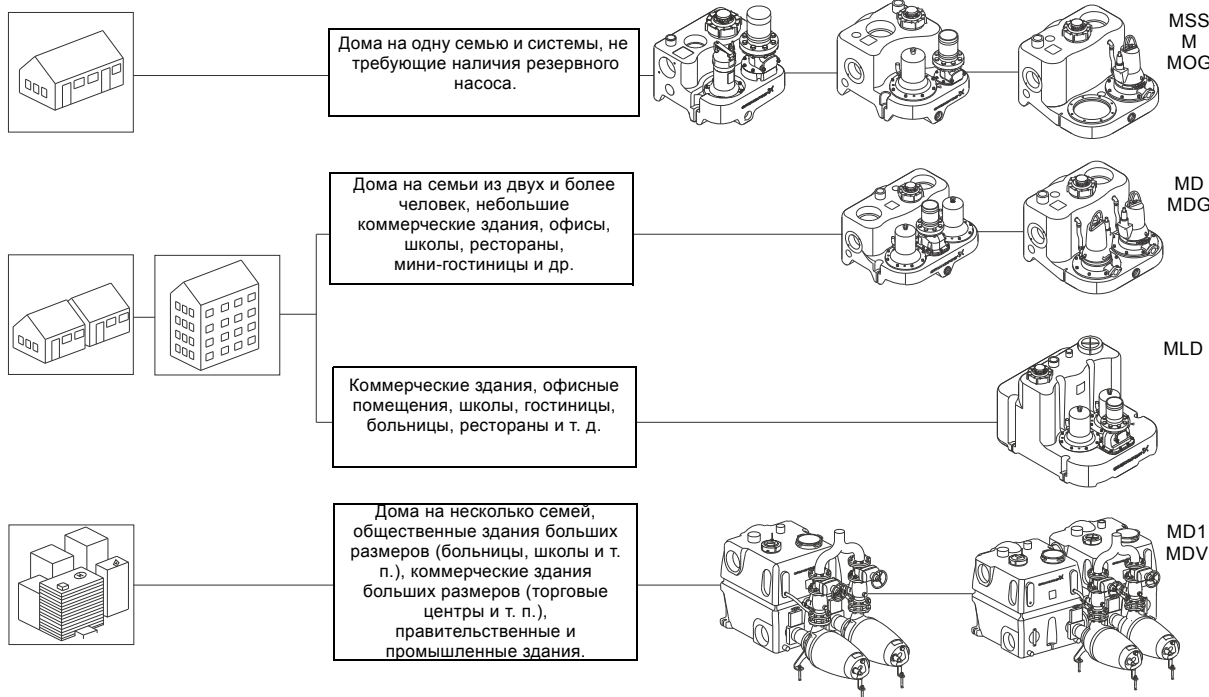 Дома на одну семью и системы, не
требующие наличия резервного
насоса.
MSS
M
MOG
Дома на семьи из двух и более
человек, небольшие
коммерческие здания, офисы,
школы, рестораны,
мини-гостиницы и др.
MD
MDG
Коммерческие здания, офисные
помещения, школы, гостиницы,
больницы, рестораны и т. д.
MLD
Дома на несколько семей,
общественные здания больших
размеров (больницы, школы и т.
п.), коммерческие здания
больших размеров (торговые
центры и т. п.),
правительственные и
промышленные здания.
MD1
MDV